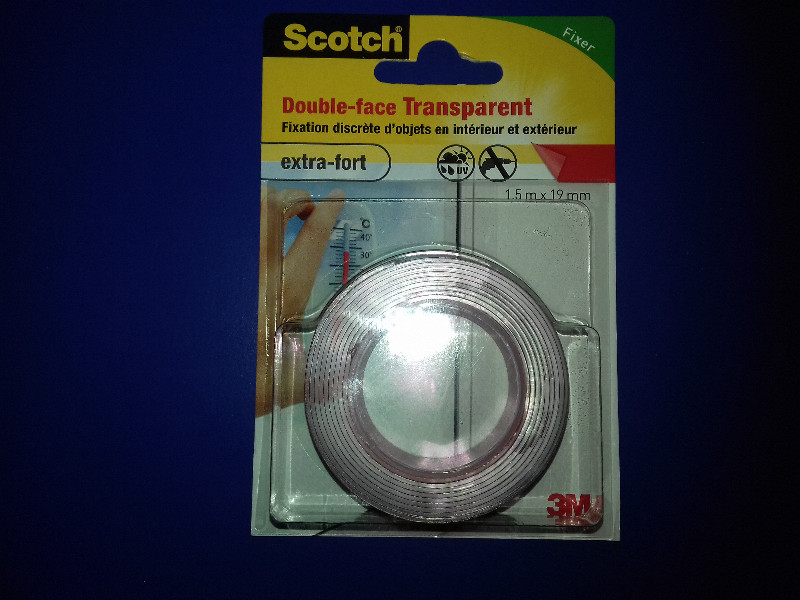 Scotch®
Fixer
Double-face Transparent
Fixation discrète d'objets en intérieur et extérieur
extra-fort
UV
1.5 m x 19 mm
°C
40°
30°
3M